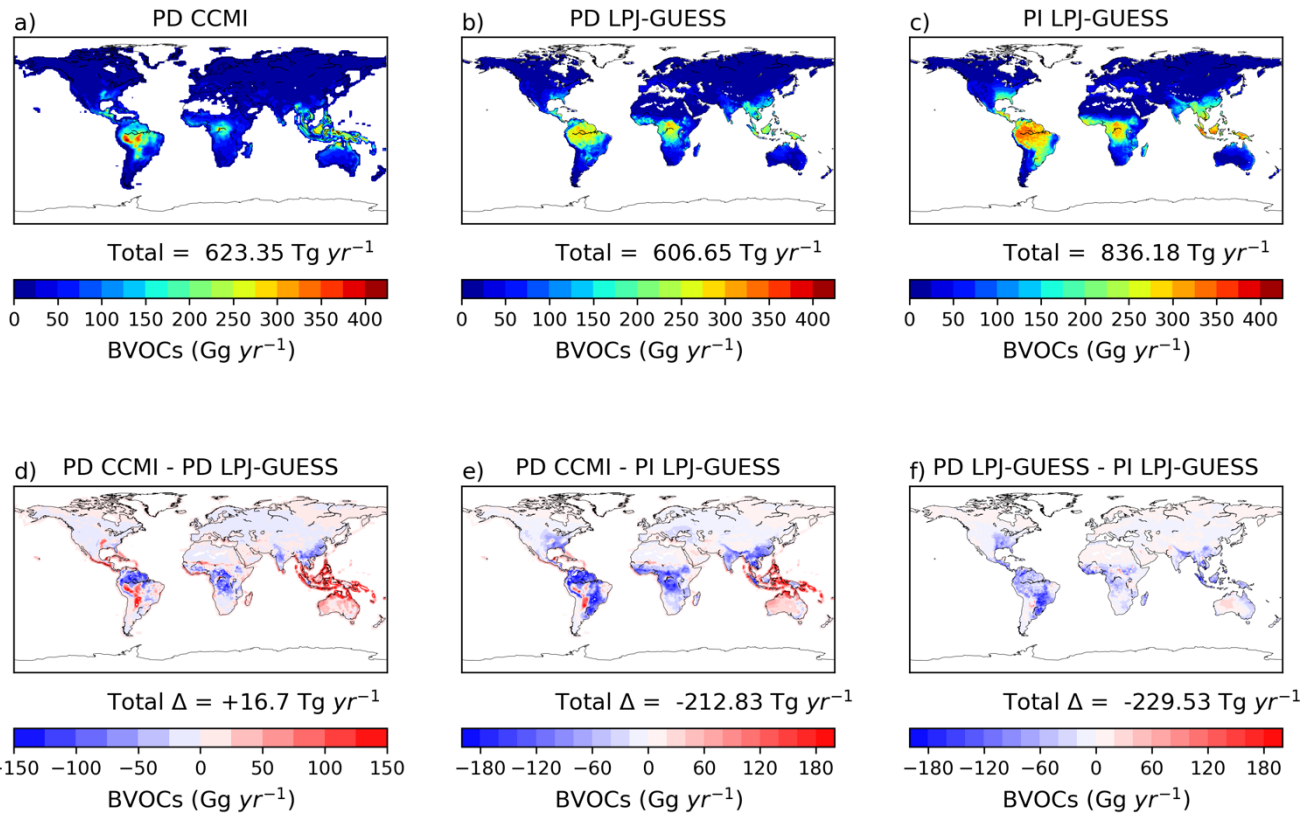 a) PD CCMI
b) PD LPJ-GUESS
c) PI LPJ-GUESS
Total = 623.35 Tg yr⁻¹
Total = 606.65 Tg yr⁻¹
Total = 836.18 Tg yr⁻¹
0 50 100 150 200 250 300 350 400
0 50 100 150 200 250 300 350 400
0 50 100 150 200 250 300 350 400
BVOCs (Gg yr⁻¹)
BVOCs (Gg yr⁻¹)
BVOCs (Gg yr⁻¹)
d) PD CCMI - PD LPJ-GUESS
e) PD CCMI - PI LPJ-GUESS
f) PD LPJ-GUESS - PI LPJ-GUESS
Total Δ = +16.7 Tg yr⁻¹
Total Δ = -212.83 Tg yr⁻¹
Total Δ = -229.53 Tg yr⁻¹
−150 −100 −50 0 50 100 150
−180 −120 −60 0 60 120 180
−180 −120 −60 0 60 120 180
BVOCs (Gg yr⁻¹)
BVOCs (Gg yr⁻¹)
BVOCs (Gg yr⁻¹)